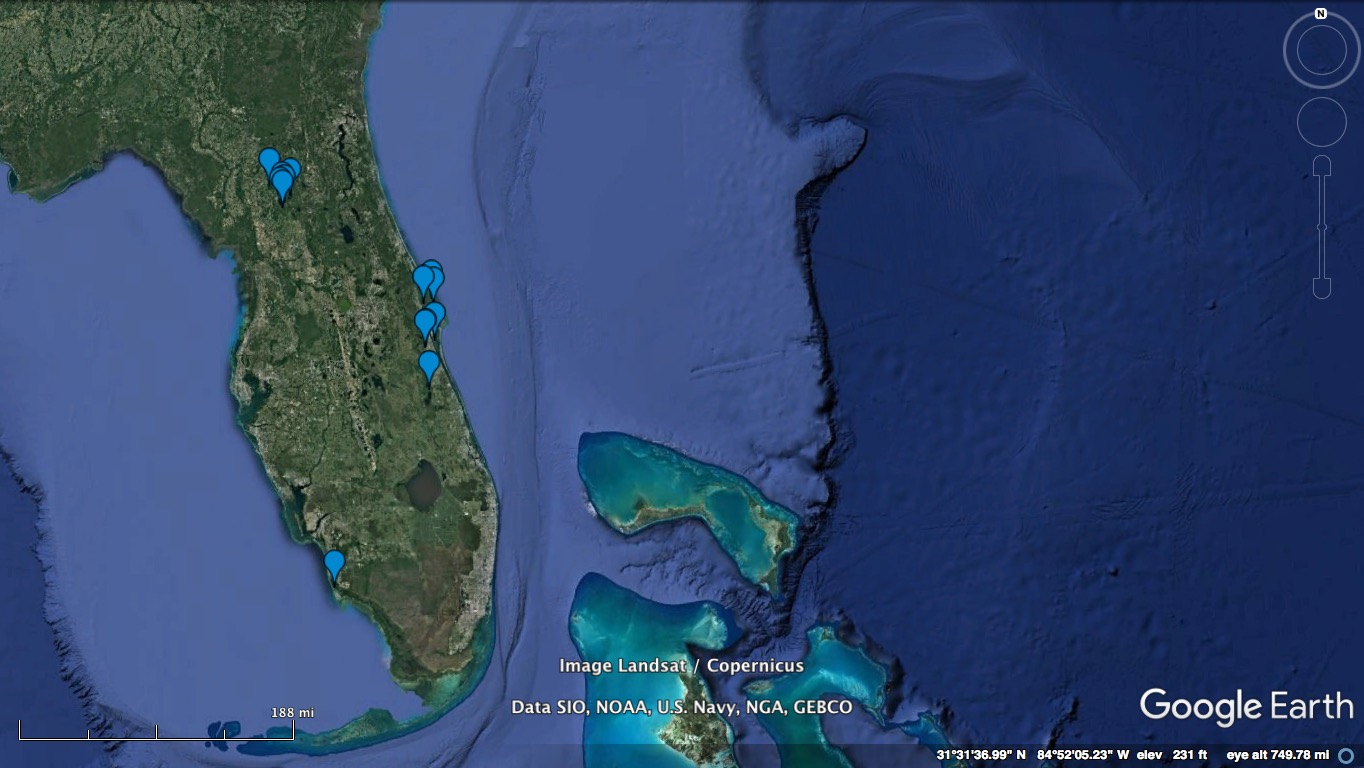 N
Image Landsat / Copernicus
Data SIO, NOAA, U.S. Navy, NGA, GEBCO
Google Earth
188 mi
31°31'36.99" N 84°52'05.23" W elev 231 ft eye alt 749.78 mi